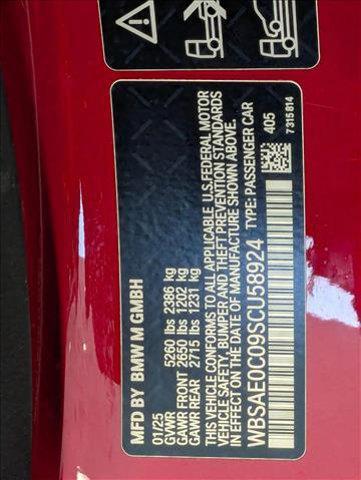 MFD BY BMW M GMBH
01/25
GVWR 5260 lbs 2386 kg
GAWR FRONT 2650 lbs 1202 kg
GAWR REAR 2715 lbs 1231 kg
THIS VEHICLE CONFORMS TO ALL APPLICABLE U.S. FEDERAL MOTOR
VEHICLE SAFETY, BUMPER AND THEFT PREVENTION STANDARDS
IN EFFECT ON THE DATE OF MANUFACTURE SHOWN ABOVE.
WBSAE0C09SCU58924 TYPE: PASSENGER CAR
405
7315814